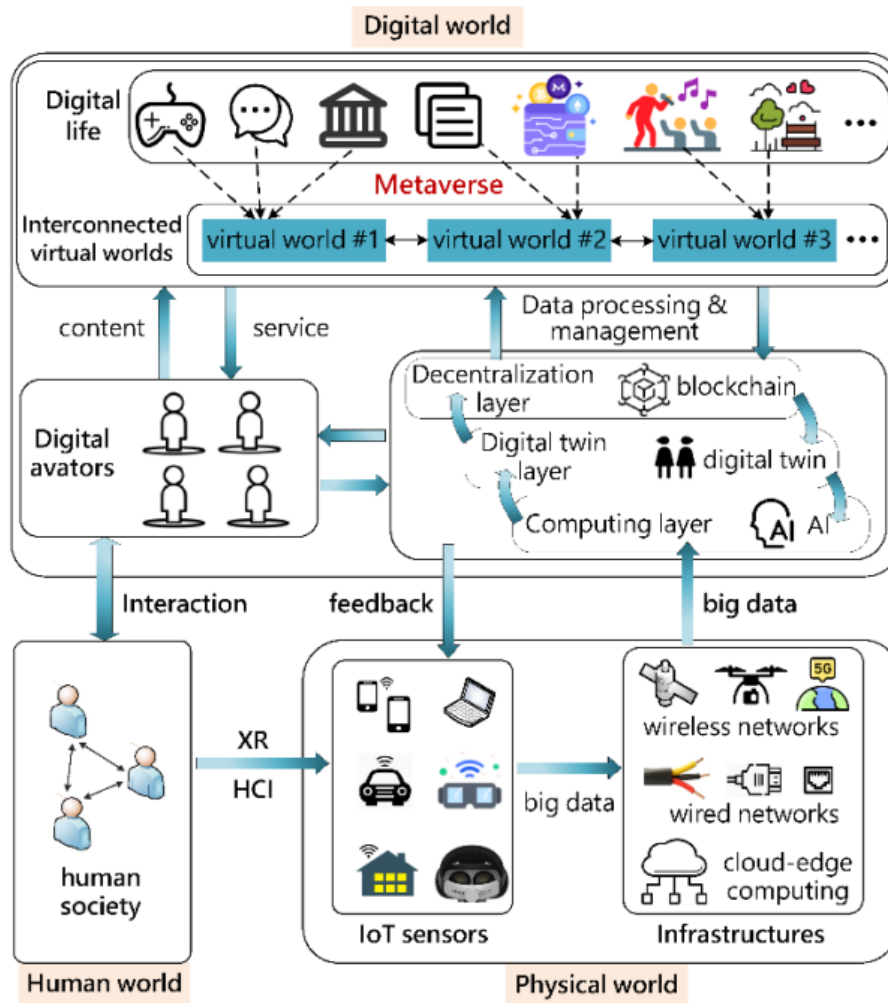 Digital world
Digital
life
Metaverse
Interconnected
virtual worlds
virtual world #1
virtual world #2
virtual world #3
content
service
Data processing &
management
Digital
avators
Decentralization
layer
blockchain
Digital twin
layer
digital twin
Computing layer
AI
AI
Interaction
feedback
big data
human
society
XR
HCI
IoT sensors
big data
5G
wireless networks
wired networks
cloud-edge
computing
Infrastructures
Human world
Physical world